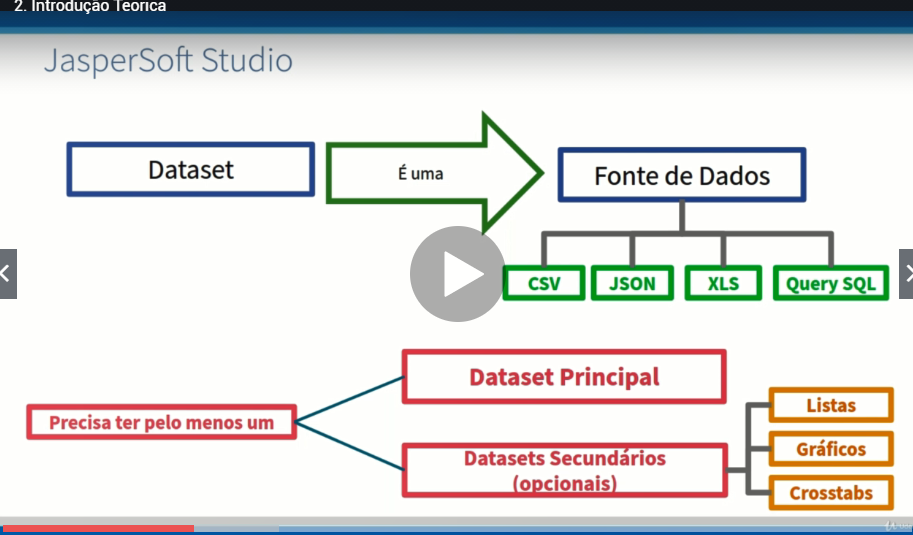 2. Introdução Teórica
JasperSoft Studio
Dataset
É uma
Fonte de Dados
CSV
JSON
XLS
Query SQL
Dataset Principal
Precisa ter pelo menos um
Datasets Secundários
(opcionais)
Listas
Gráficos
Crosstabs